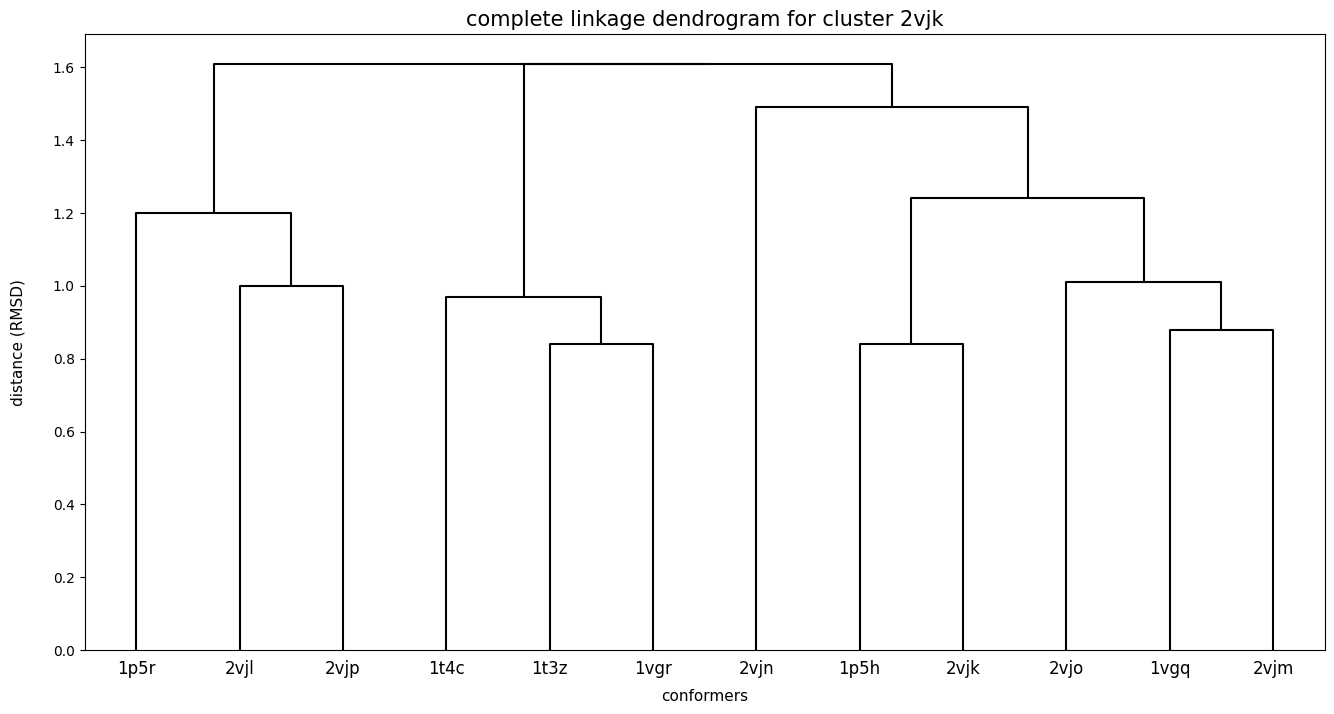 complete linkage dendrogram for cluster 2vjk
1.6
1.4
1.2
1.0
0.8
0.6
0.4
0.2
0.0
distance (RMSD)
1p5r 2vjl 2vjp 1t4c 1t3z 1vgr 2vjn 1p5h 2vjk 2vjo 1vgq 2vjm
conformers